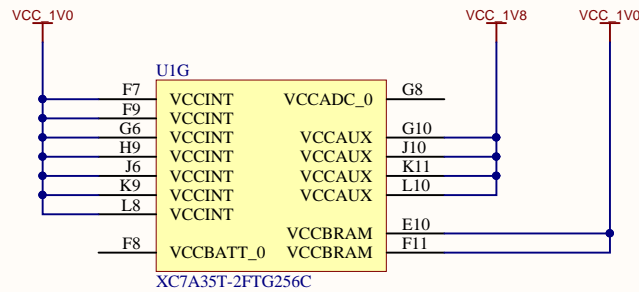 VCC_1V0
VCC_1V8
VCC_1V0
U1G
F7 VCCINT
F9 VCCINT
G6 VCCINT
H9 VCCINT
J6 VCCINT
K9 VCCINT
L8 VCCINT
F8 VCCBATT_0
VCCADC_0 G8
VCCAUX G10
VCCAUX J10
VCCAUX K11
VCCAUX L10
VCCBRAM E10
VCCBRAM F11
XC7A35T-2FTG256C